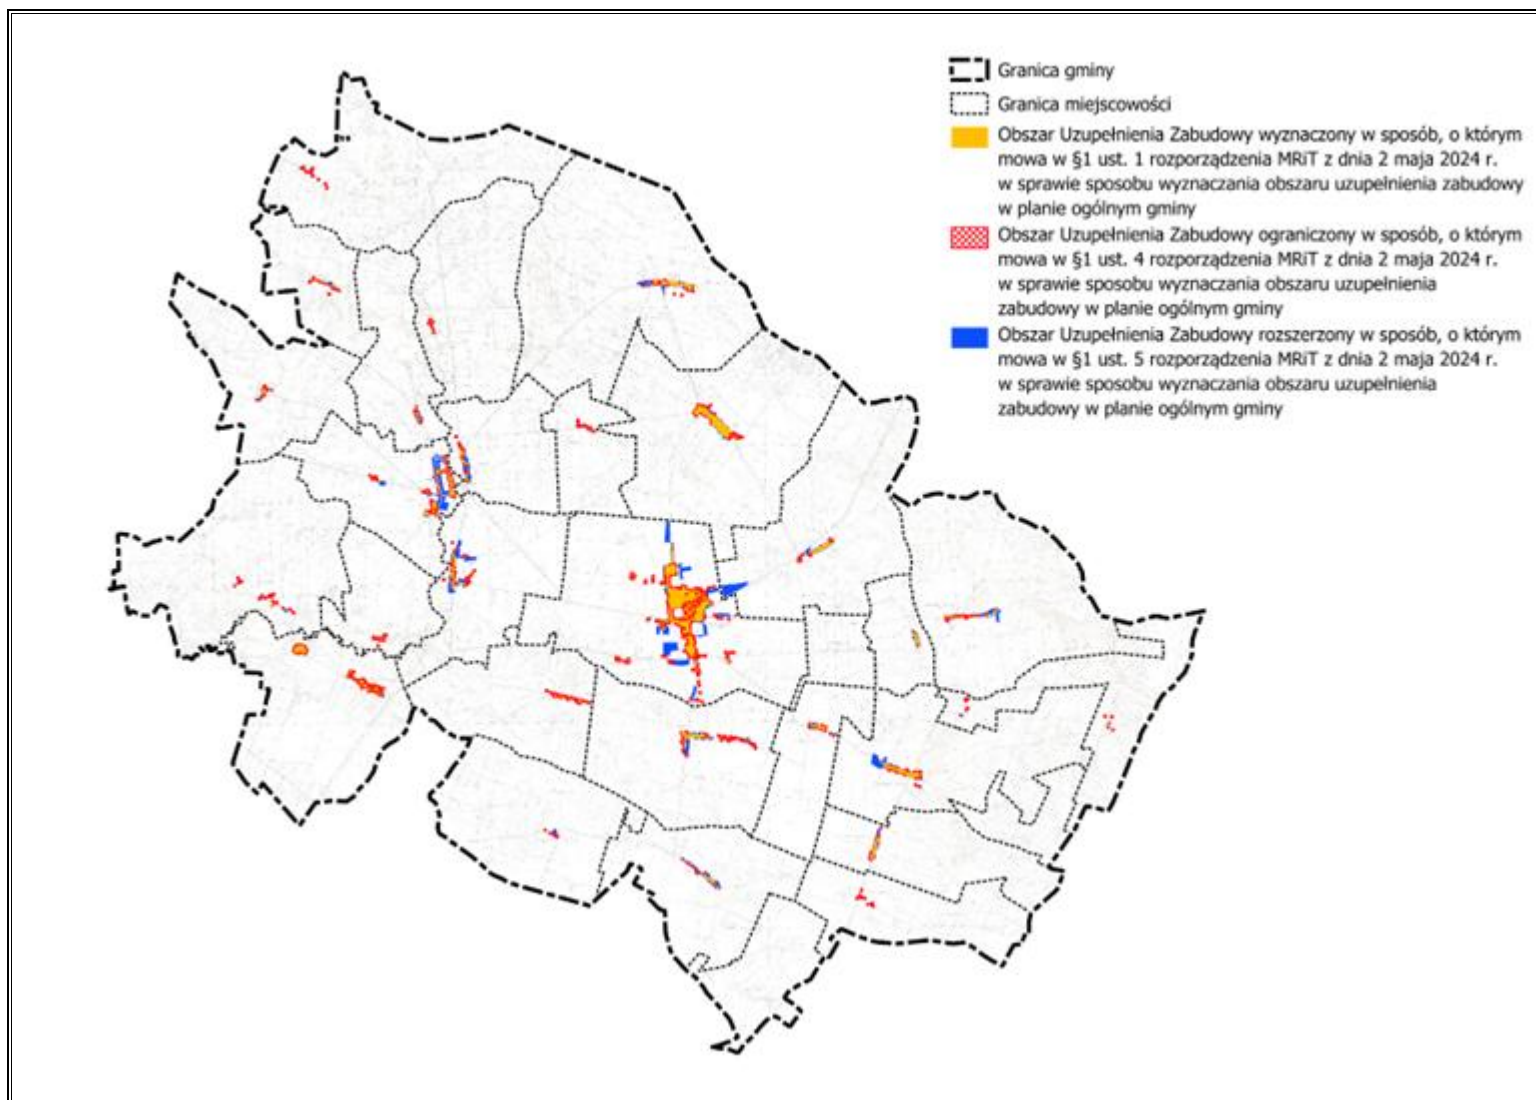 Granica gminy
Granica miejscowości
Obszar Uzupełnienia Zabudowy wyznaczony w sposób, o którym
mowa w §1 ust. 1 rozporządzenia MRiT z dnia 2 maja 2024 r.
w sprawie sposobu wyznaczania obszaru uzupełnienia zabudowy
w planie ogólnym gminy
Obszar Uzupełnienia Zabudowy ograniczony w sposób, o którym
mowa w §1 ust. 4 rozporządzenia MRiT z dnia 2 maja 2024 r.
w sprawie sposobu wyznaczania obszaru uzupełnienia
zabudowy w planie ogólnym gminy
Obszar Uzupełnienia Zabudowy rozszerzony w sposób, o którym
mowa w §1 ust. 5 rozporządzenia MRiT z dnia 2 maja 2024 r.
w sprawie sposobu wyznaczania obszaru uzupełnienia
zabudowy w planie ogólnym gminy